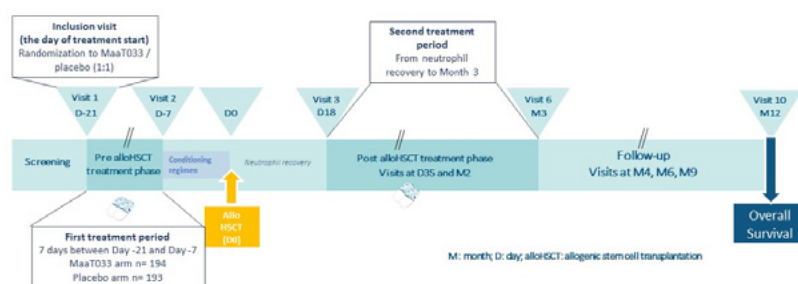 Inclusion visit
(the day of treatment start)
Randomization to MaaT033 /
placebo (1:1)
Second treatment
period
From neutrophill
recovery to Month 3
Visit 1
D-21
Visit 2
D-7
D0
Visit 3
D18
Visit 6
M3
Visit 10
M12
Screening
Pre alloHSCT
treatment phase
Conditioning
regimes
Neutrophil recovery
Post alloHSCT treatment phase
Visits at D35 and M2
Follow-up
Visits at M4, M6, M9
Allo
HSCT
(D0)
Overall
Survival
First treatment period
7 days between Day -21 and Day -7
MaaT033 arm n= 194
Placebo arm n= 193
M: month; D: day; alloHSCT: allogenic stem cell transplantation